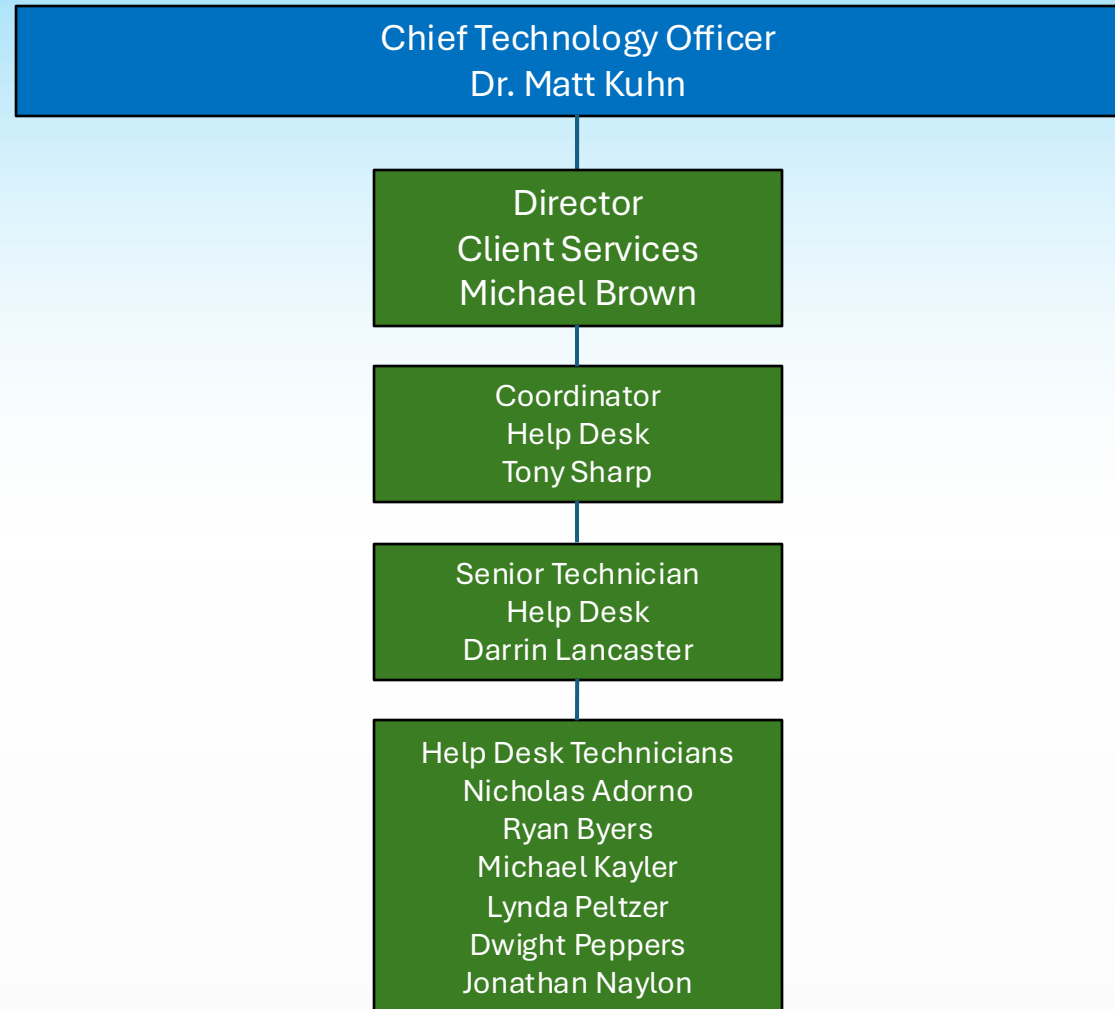 Chief Technology Officer
Dr. Matt Kuhn
Director
Client Services
Michael Brown
Coordinator
Help Desk
Tony Sharp
Senior Technician
Help Desk
Darrin Lancaster
Help Desk Technicians
Nicholas Adorno
Ryan Byers
Michael Kayler
Lynda Peltzer
Dwight Peppers
Jonathan Naylon